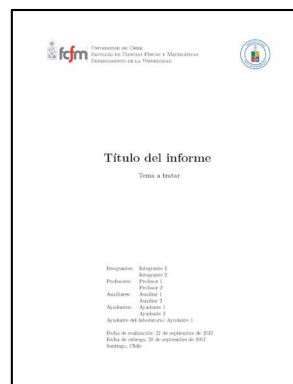 fcfm
UNIVERSIDAD DE CHILE
FACULTAD DE CIENCIAS FÍSICAS Y MATEMÁTICAS
DEPARTAMENTO DE LA UNIVERSIDAD
Título del informe
Tema a tratar
Integrantes: Integrante 1
Integrante 2
Profesores: Profesor 1
Profesor 2
Auxiliares: Auxiliar 1
Auxiliar 2
Ayudantes: Ayudante 1
Ayudante 2
Ayudante del laboratorio: Ayudante 1
Fecha de realización: 27 de septiembre de 2017
Fecha de entrega: 27 de septiembre de 2017
Santiago, Chile